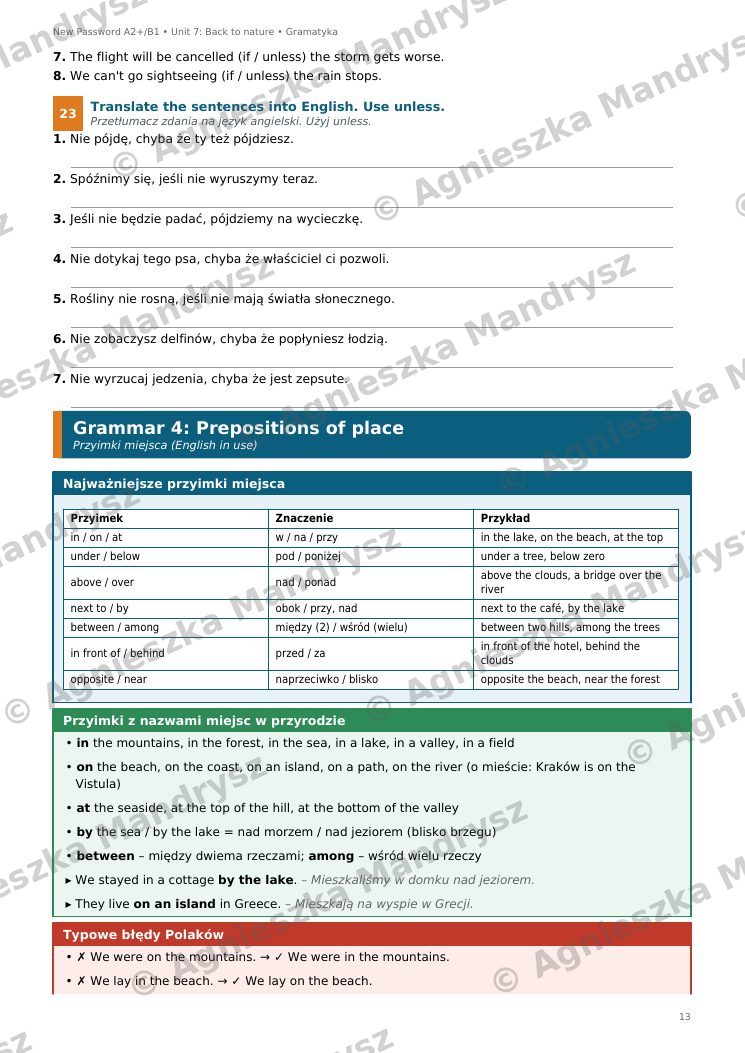 New Password A2+/B1 • Unit 7: Back to nature • Gramatyka
7. The flight will be cancelled (if / unless) the storm gets worse.
8. We can't go sightseeing (if / unless) the rain stops.
23 Translate the sentences into English. Use unless.
Przetłumacz zdania na język angielski. Użyj unless.
1. Nie pójdę, chyba że ty też pójdziesz.
2. Spóźnimy się, jeśli nie wyruszymy teraz.
3. Jeśli nie będzie padać, pójdziemy na wycieczkę.
4. Nie dotykaj tego psa, chyba że właściciel ci pozwoli.
5. Rośliny nie rosną, jeśli nie mają światła słonecznego.
6. Nie zobaczysz delfinów, chyba że popłyniesz łodzią.
7. Nie wyrzucaj jedzenia, chyba że jest zepsute.
Grammar 4: Prepositions of place
Przyimki miejsca (English in use)
Najważniejsze przyimki miejsca
Przyimek Znaczenie Przykład
in / on / at w / na / przy in the lake, on the beach, at the top
under / below pod / poniżej under a tree, below zero
above / over nad / ponad above the clouds, a bridge over the
river
next to / by obok / przy, nad next to the café, by the lake
between / among między (2) / wśród (wielu) between two hills, among the trees
in front of / behind przed / za in front of the hotel, behind the
clouds
opposite / near naprzeciwko / blisko opposite the beach, near the forest
Przyimki z nazwami miejsc w przyrodzie
• in the mountains, in the forest, in the sea, in a lake, in a valley, in a field
• on the beach, on the coast, on an island, on a path, on the river (o mieście: Kraków is on the
Vistula)
• at the seaside, at the top of the hill, at the bottom of the valley
• by the sea / by the lake = nad morzem / nad jeziorem (blisko brzegu)
• between – między dwiema rzeczami; among – wśród wielu rzeczy
▸ We stayed in a cottage by the lake. – Mieszkaliśmy w domku nad jeziorem.
▸ They live on an island in Greece. – Mieszkają na wyspie w Grecji.
Typowe błędy Polaków
• ✗ We were on the mountains. → ✓ We were in the mountains.
• ✗ We lay in the beach. → ✓ We lay on the beach.
13
© Agnieszka Mandrysz